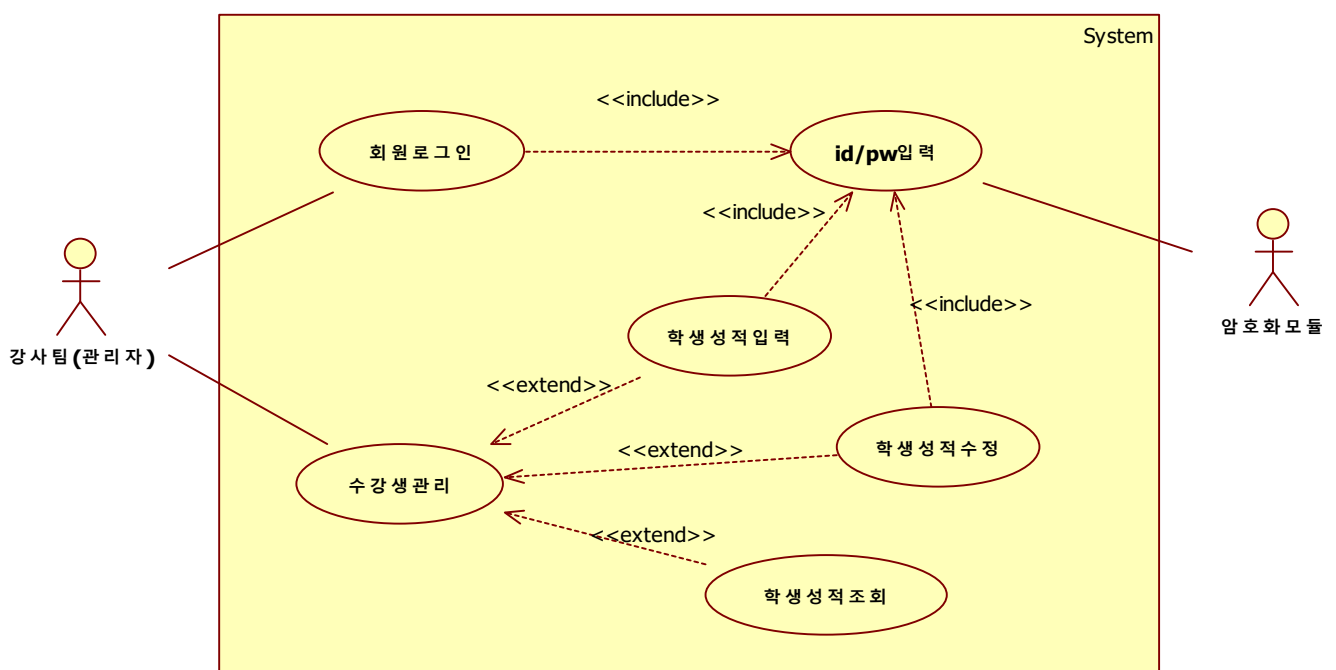 System
<<include>>
회원로그인
id/pw입력
<<include>>
<<include>>
학생성적입력
강사팀(관리자)
암호화모듈
<<extend>>
<<extend>>
학생성적수정
수강생관리
<<extend>>
학생성적조회